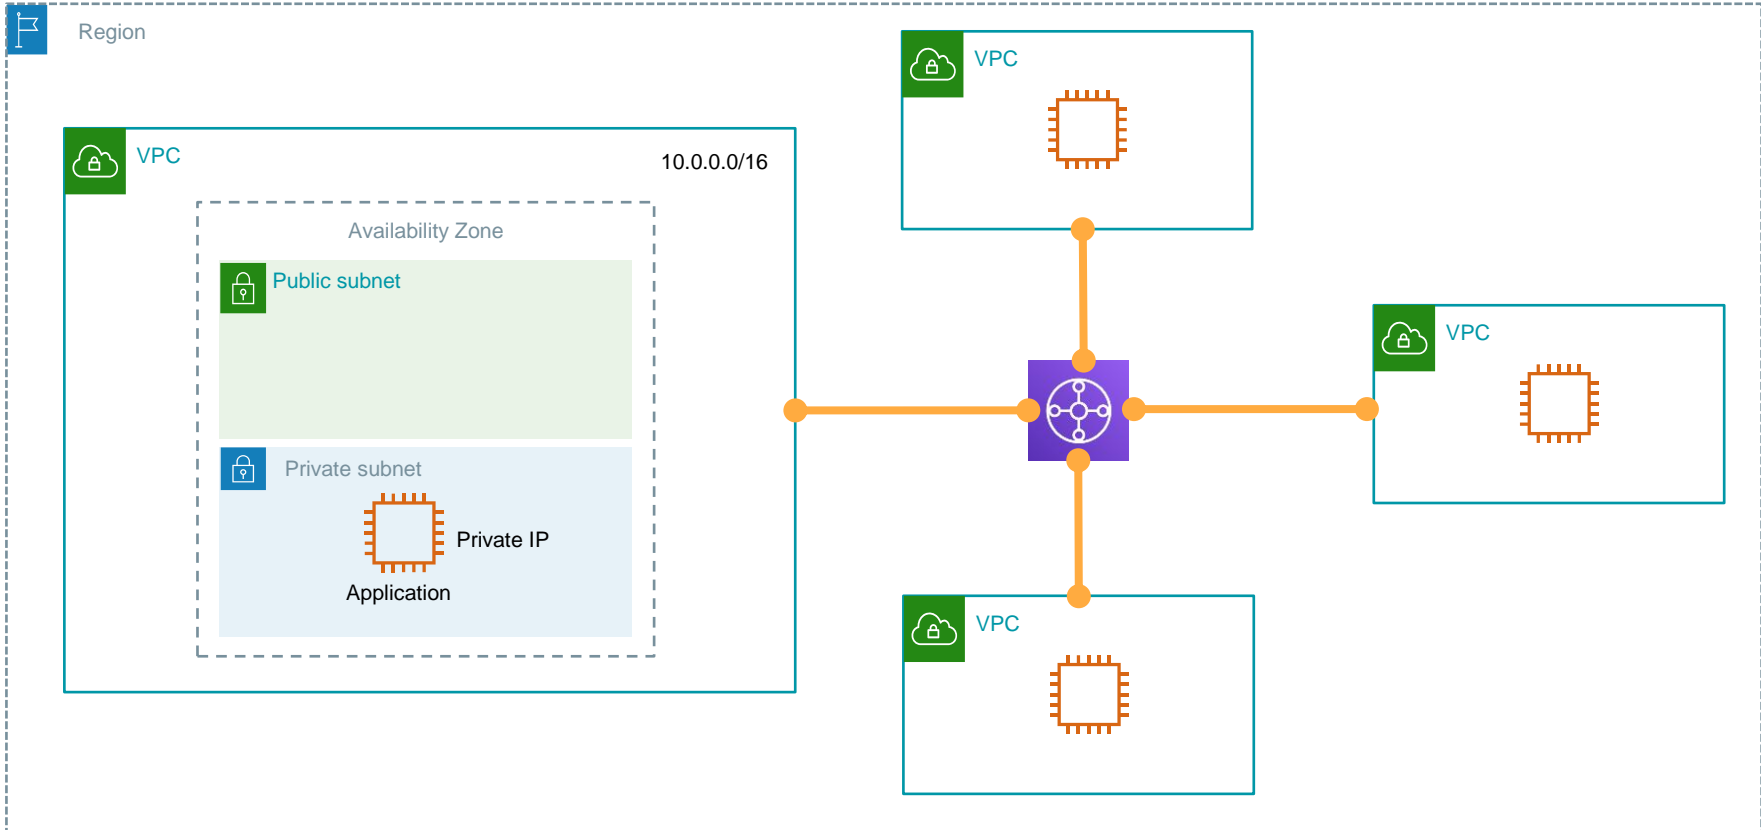 Region
VPC
VPC
10.0.0.0/16
Availability Zone
Public subnet
VPC
Private subnet
Private IP
Application
VPC